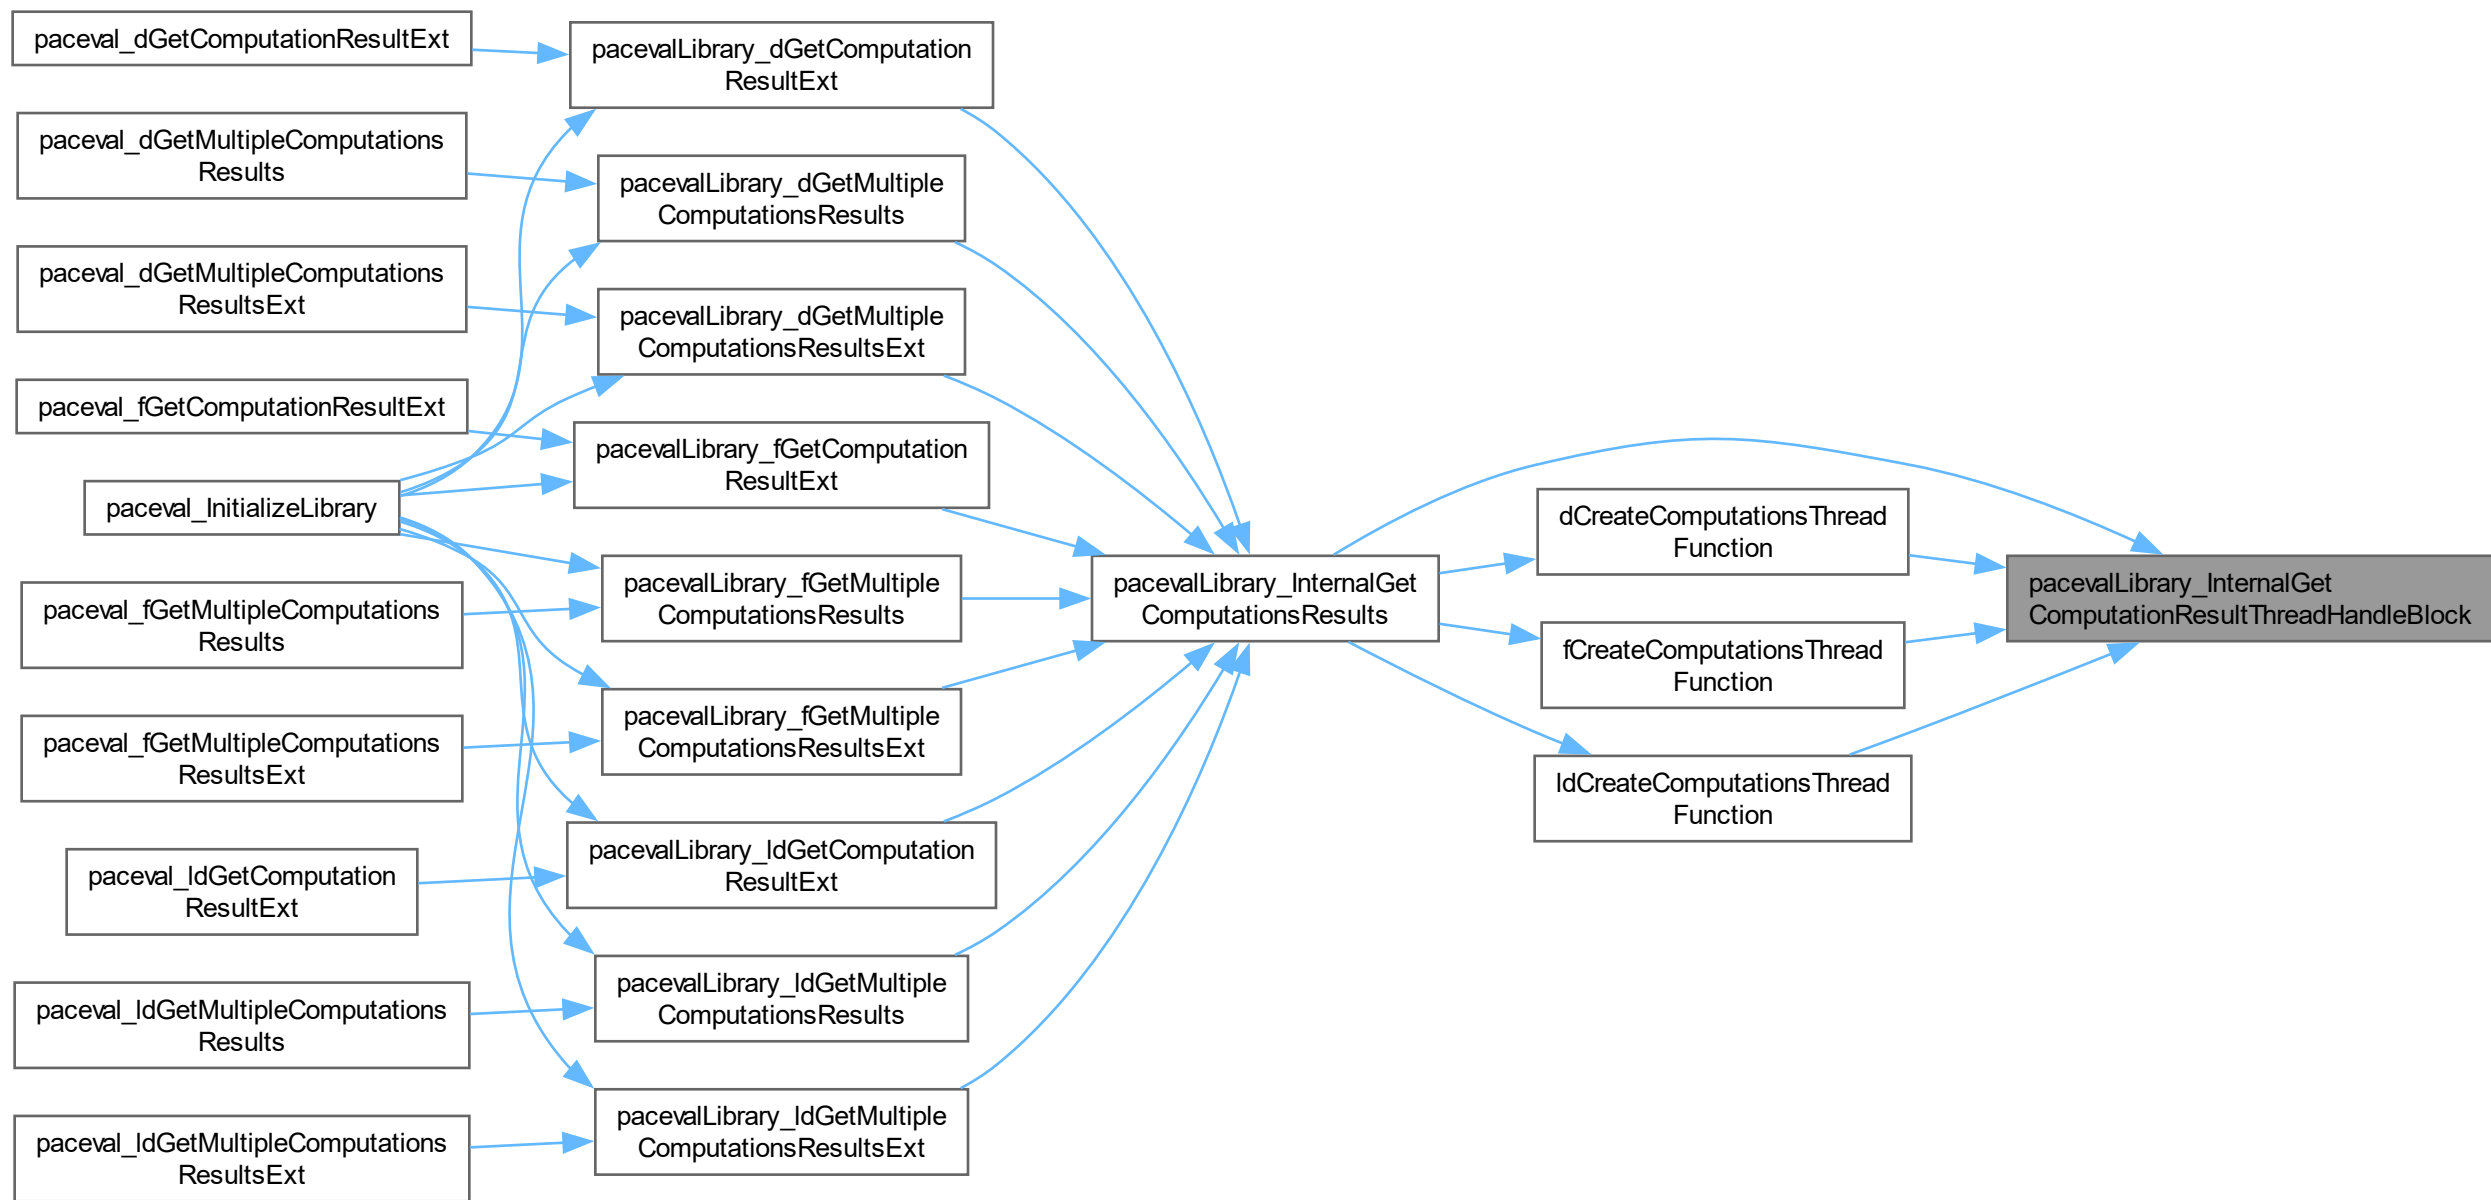 paceval_dGetComputationResultExt
paceval_dGetMultipleComputations
Results
paceval_dGetMultipleComputations
ResultsExt
paceval_fGetComputationResultExt
paceval_InitializeLibrary
paceval_fGetMultipleComputations
Results
paceval_fGetMultipleComputations
ResultsExt
paceval_ldGetComputation
ResultExt
paceval_ldGetMultipleComputations
Results
paceval_ldGetMultipleComputations
ResultsExt
pacevalLibrary_dGetComputation
ResultExt
pacevalLibrary_dGetMultiple
ComputationsResults
pacevalLibrary_dGetMultiple
ComputationsResultsExt
pacevalLibrary_fGetComputation
ResultExt
pacevalLibrary_fGetMultiple
ComputationsResults
pacevalLibrary_fGetMultiple
ComputationsResultsExt
pacevalLibrary_ldGetComputation
ResultExt
pacevalLibrary_ldGetMultiple
ComputationsResults
pacevalLibrary_ldGetMultiple
ComputationsResultsExt
pacevalLibrary_InternalGet
ComputationsResults
dCreateComputationsThread
Function
fCreateComputationsThread
Function
ldCreateComputationsThread
Function
pacevalLibrary_InternalGet
ComputationResultThreadHandleBlock